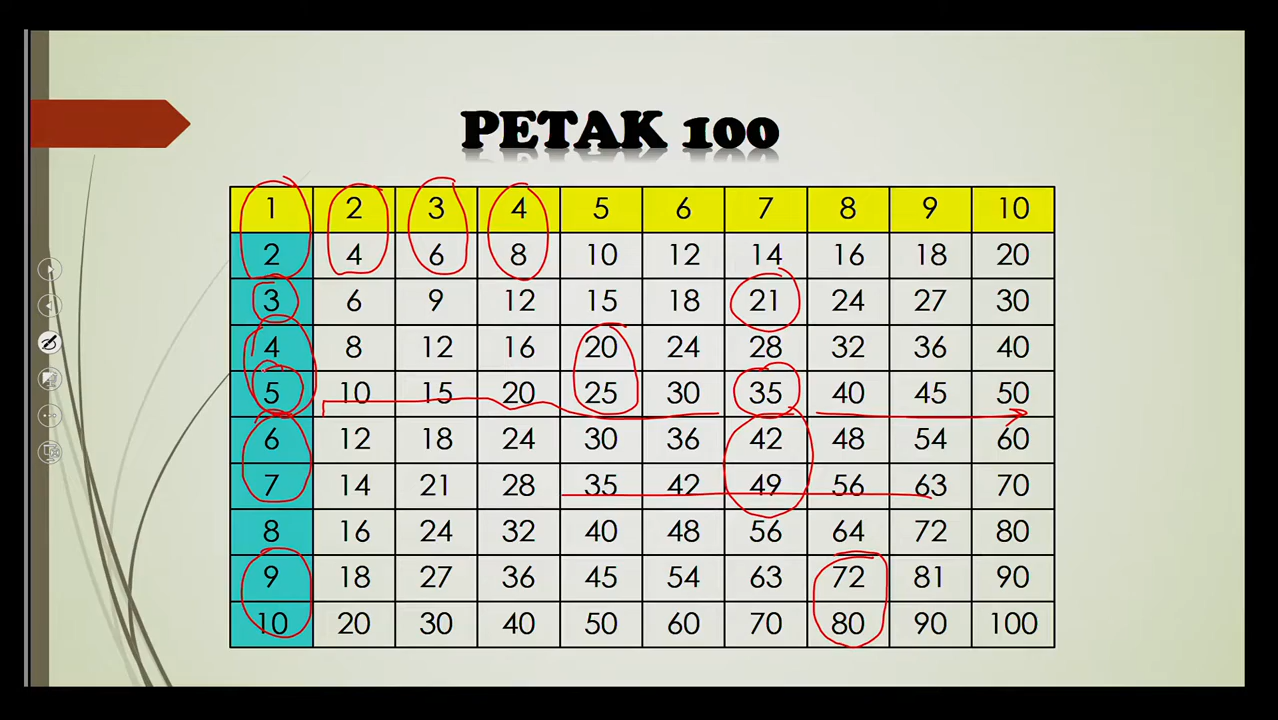 PETAK 100
1 2 3 4 5 6 7 8 9 10
2 4 6 8 10 12 14 16 18 20
3 6 9 12 15 18 21 24 27 30
4 8 12 16 20 24 28 32 36 40
5 10 15 20 25 30 35 40 45 50
6 12 18 24 30 36 42 48 54 60
7 14 21 28 35 42 49 56 63 70
8 16 24 32 40 48 56 64 72 80
9 18 27 36 45 54 63 72 81 90
10 20 30 40 50 60 70 80 90 100